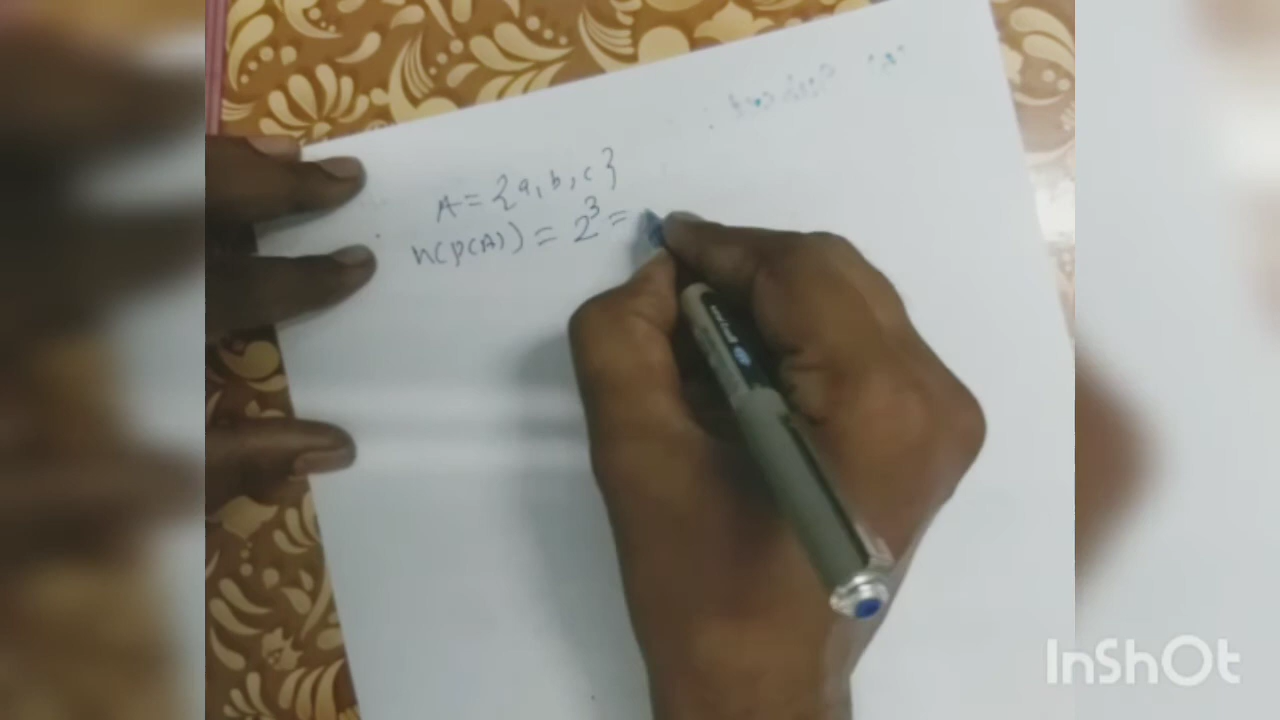 A = {a, b, c}
n(p(A)) = 2³ =
InShOt